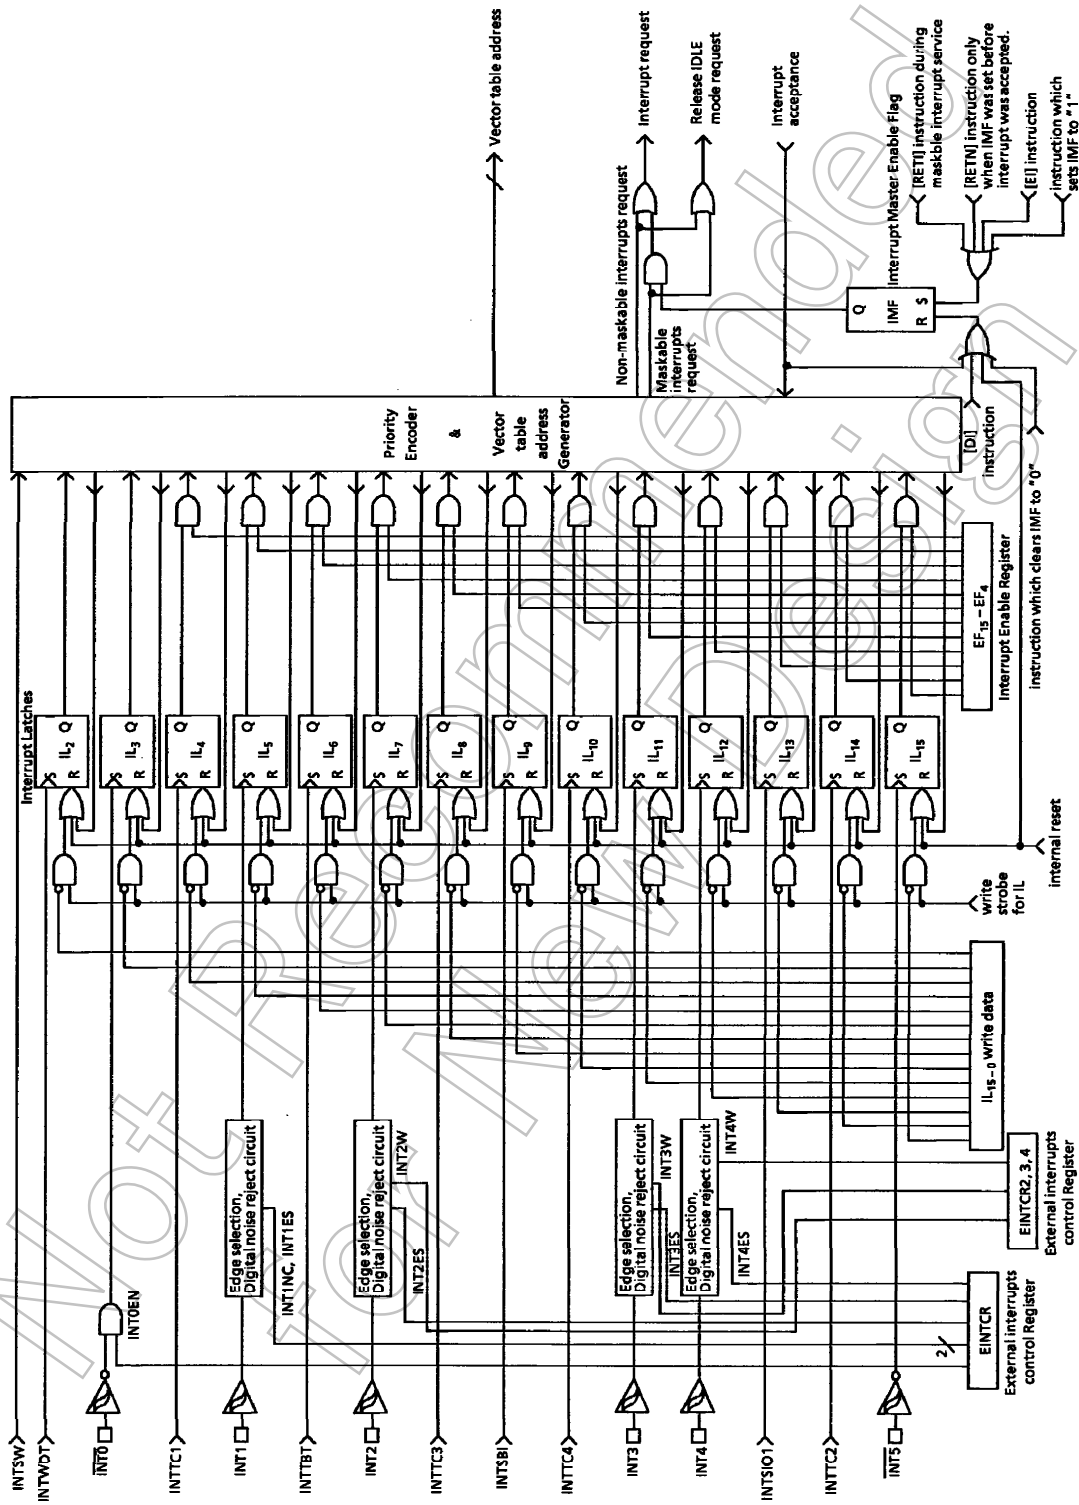 INTSW
INTWDT
INT0
INTTC1
INT1
INTTBT
INT2
INTTC3
INTSBI
INTTC4
INT3
INT4
INTSIO1
INTTC2
INT5
INT0EN
Edge selection,
Digital noise reject circuit
INT1NC, INT1ES
Edge selection,
Digital noise reject circuit
INT2W
INT2ES
Edge selection,
Digital noise reject circuit
INT3W
INT3ES
Edge selection,
Digital noise reject circuit
INT4W
INT4ES
2
EINTCR
External interrupts
control Register
EINTCR2, 3, 4
External interrupts
control Register
IL15 – 0 write data
write
strobe
for IL
internal reset
Interrupt Latches
S
R
Q
IL2
S
R
Q
IL3
S
R
Q
IL4
S
R
Q
IL5
S
R
Q
IL6
S
R
Q
IL7
S
R
Q
IL8
S
R
Q
IL9
S
R
Q
IL10
S
R
Q
IL11
S
R
Q
IL12
S
R
Q
IL13
S
R
Q
IL14
S
R
Q
IL15
EF15 – EF4
Interrupt Enable Register
instruction which clears IMF to "0"
[DI]
instruction
Priority
Encoder
&
Vector
table
address
Generator
Vector table address
Non-maskable interrupts request
Maskable
interrupts
request
Interrupt request
Release IDLE
mode request
Interrupt
acceptance
Q
IMF
R S
Interrupt Master Enable Flag
[RETI] instruction during
maskble interrupt service
[RETN] instruction only
when IMF was set before
interrupt was accepted.
[EI] instruction
instruction which
sets IMF to "1"
Not Recommended
for New Design